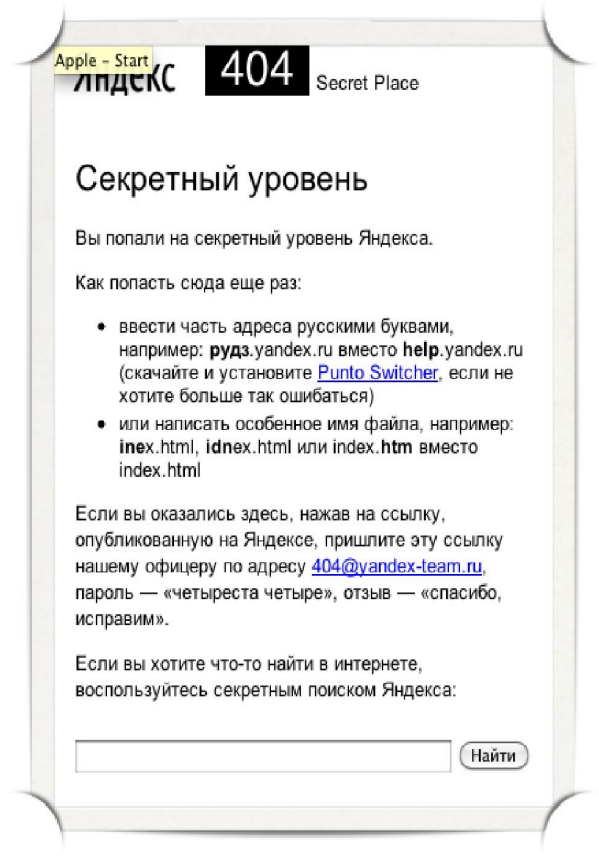 Apple – Start
Яндекс 404 Secret Place
Секретный уровень
Вы попали на секретный уровень Яндекса.
Как попасть сюда еще раз:
• ввести часть адреса русскими буквами,
например: рудз.yandex.ru вместо help.yandex.ru
(скачайте и установите Punto Switcher, если не
хотите больше так ошибаться)
• или написать особенное имя файла, например:
inex.html, idnex.html или index.htm вместо
index.html
Если вы оказались здесь, нажав на ссылку,
опубликованную на Яндексе, пришлите эту ссылку
нашему офицеру по адресу 404@yandex-team.ru,
пароль — «четыреста четыре», отзыв — «спасибо,
исправим».
Если вы хотите что-то найти в интернете,
воспользуйтесь секретным поиском Яндекса:
Найти